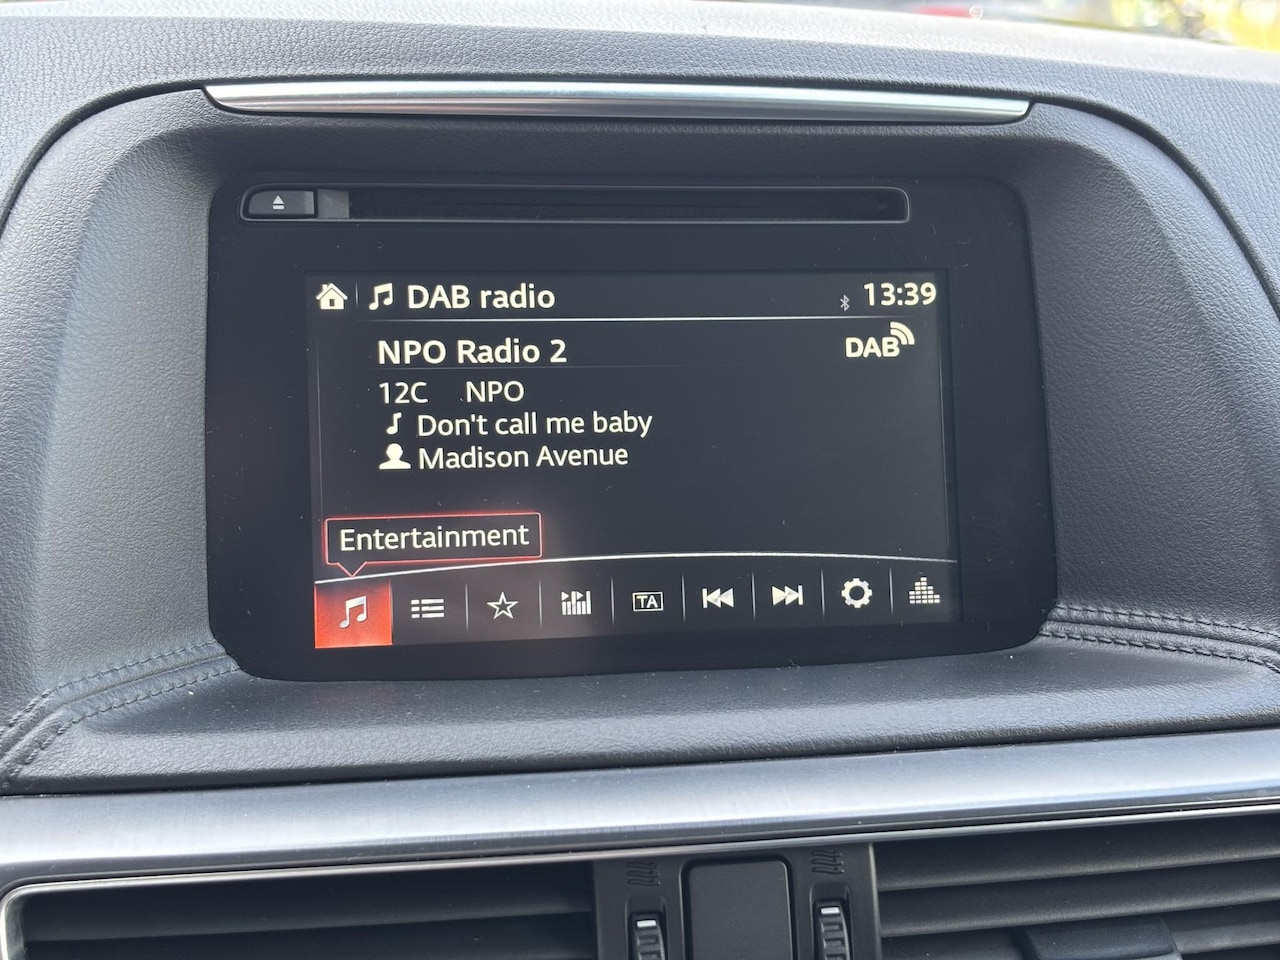 DAB radio 13:39
NPO Radio 2 DAB
12C NPO
Don't call me baby
Madison Avenue
Entertainment
TA